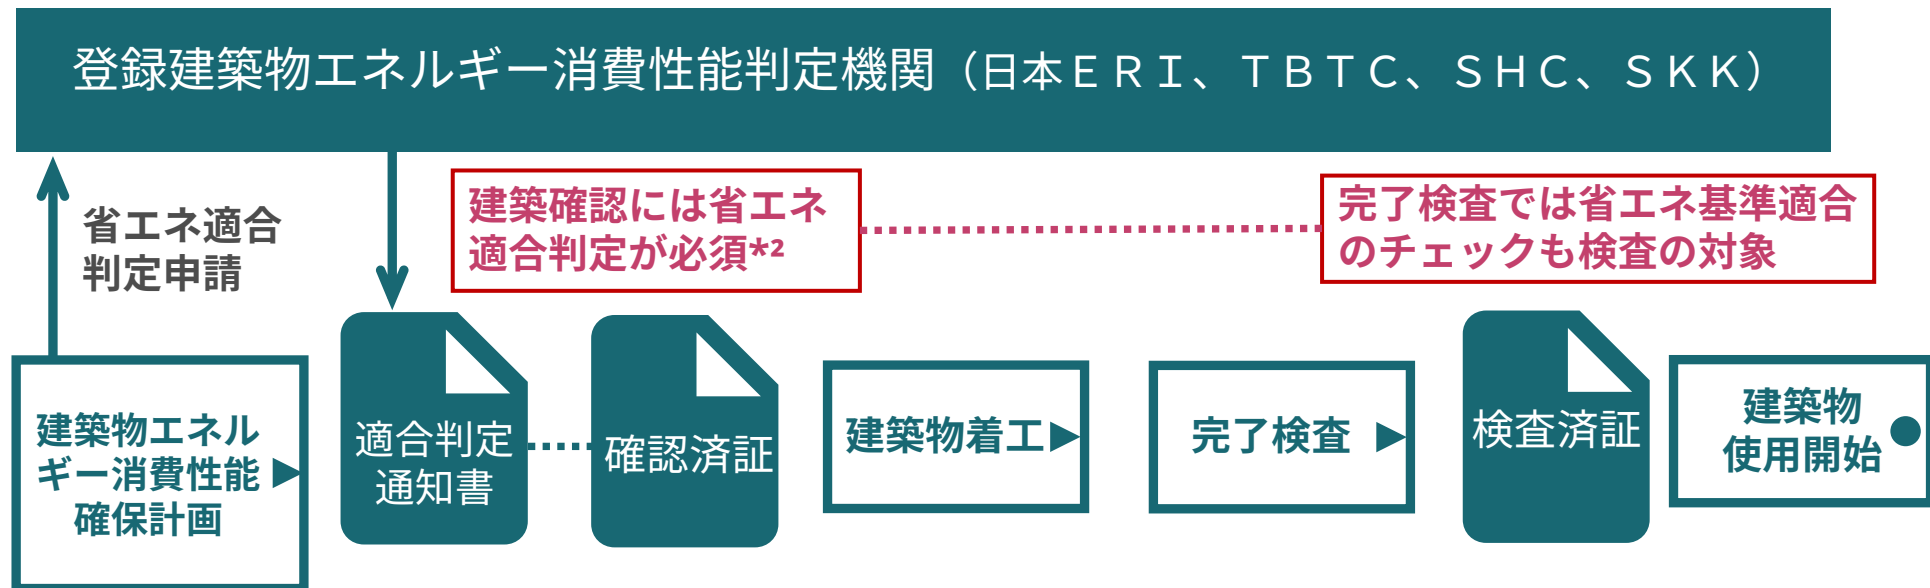 登録建築物エネルギー消費性能判定機関（日本ＥＲＩ、ＴＢＴＣ、ＳＨＣ、ＳＫＫ）
省エネ適合
判定申請
建築確認には省エネ
適合判定が必須*²
完了検査では省エネ基準適合
のチェックも検査の対象
建築物エネル
ギー消費性能
確保計画
適合判定
通知書
確認済証
建築物着工
完了検査
検査済証
建築物
使用開始